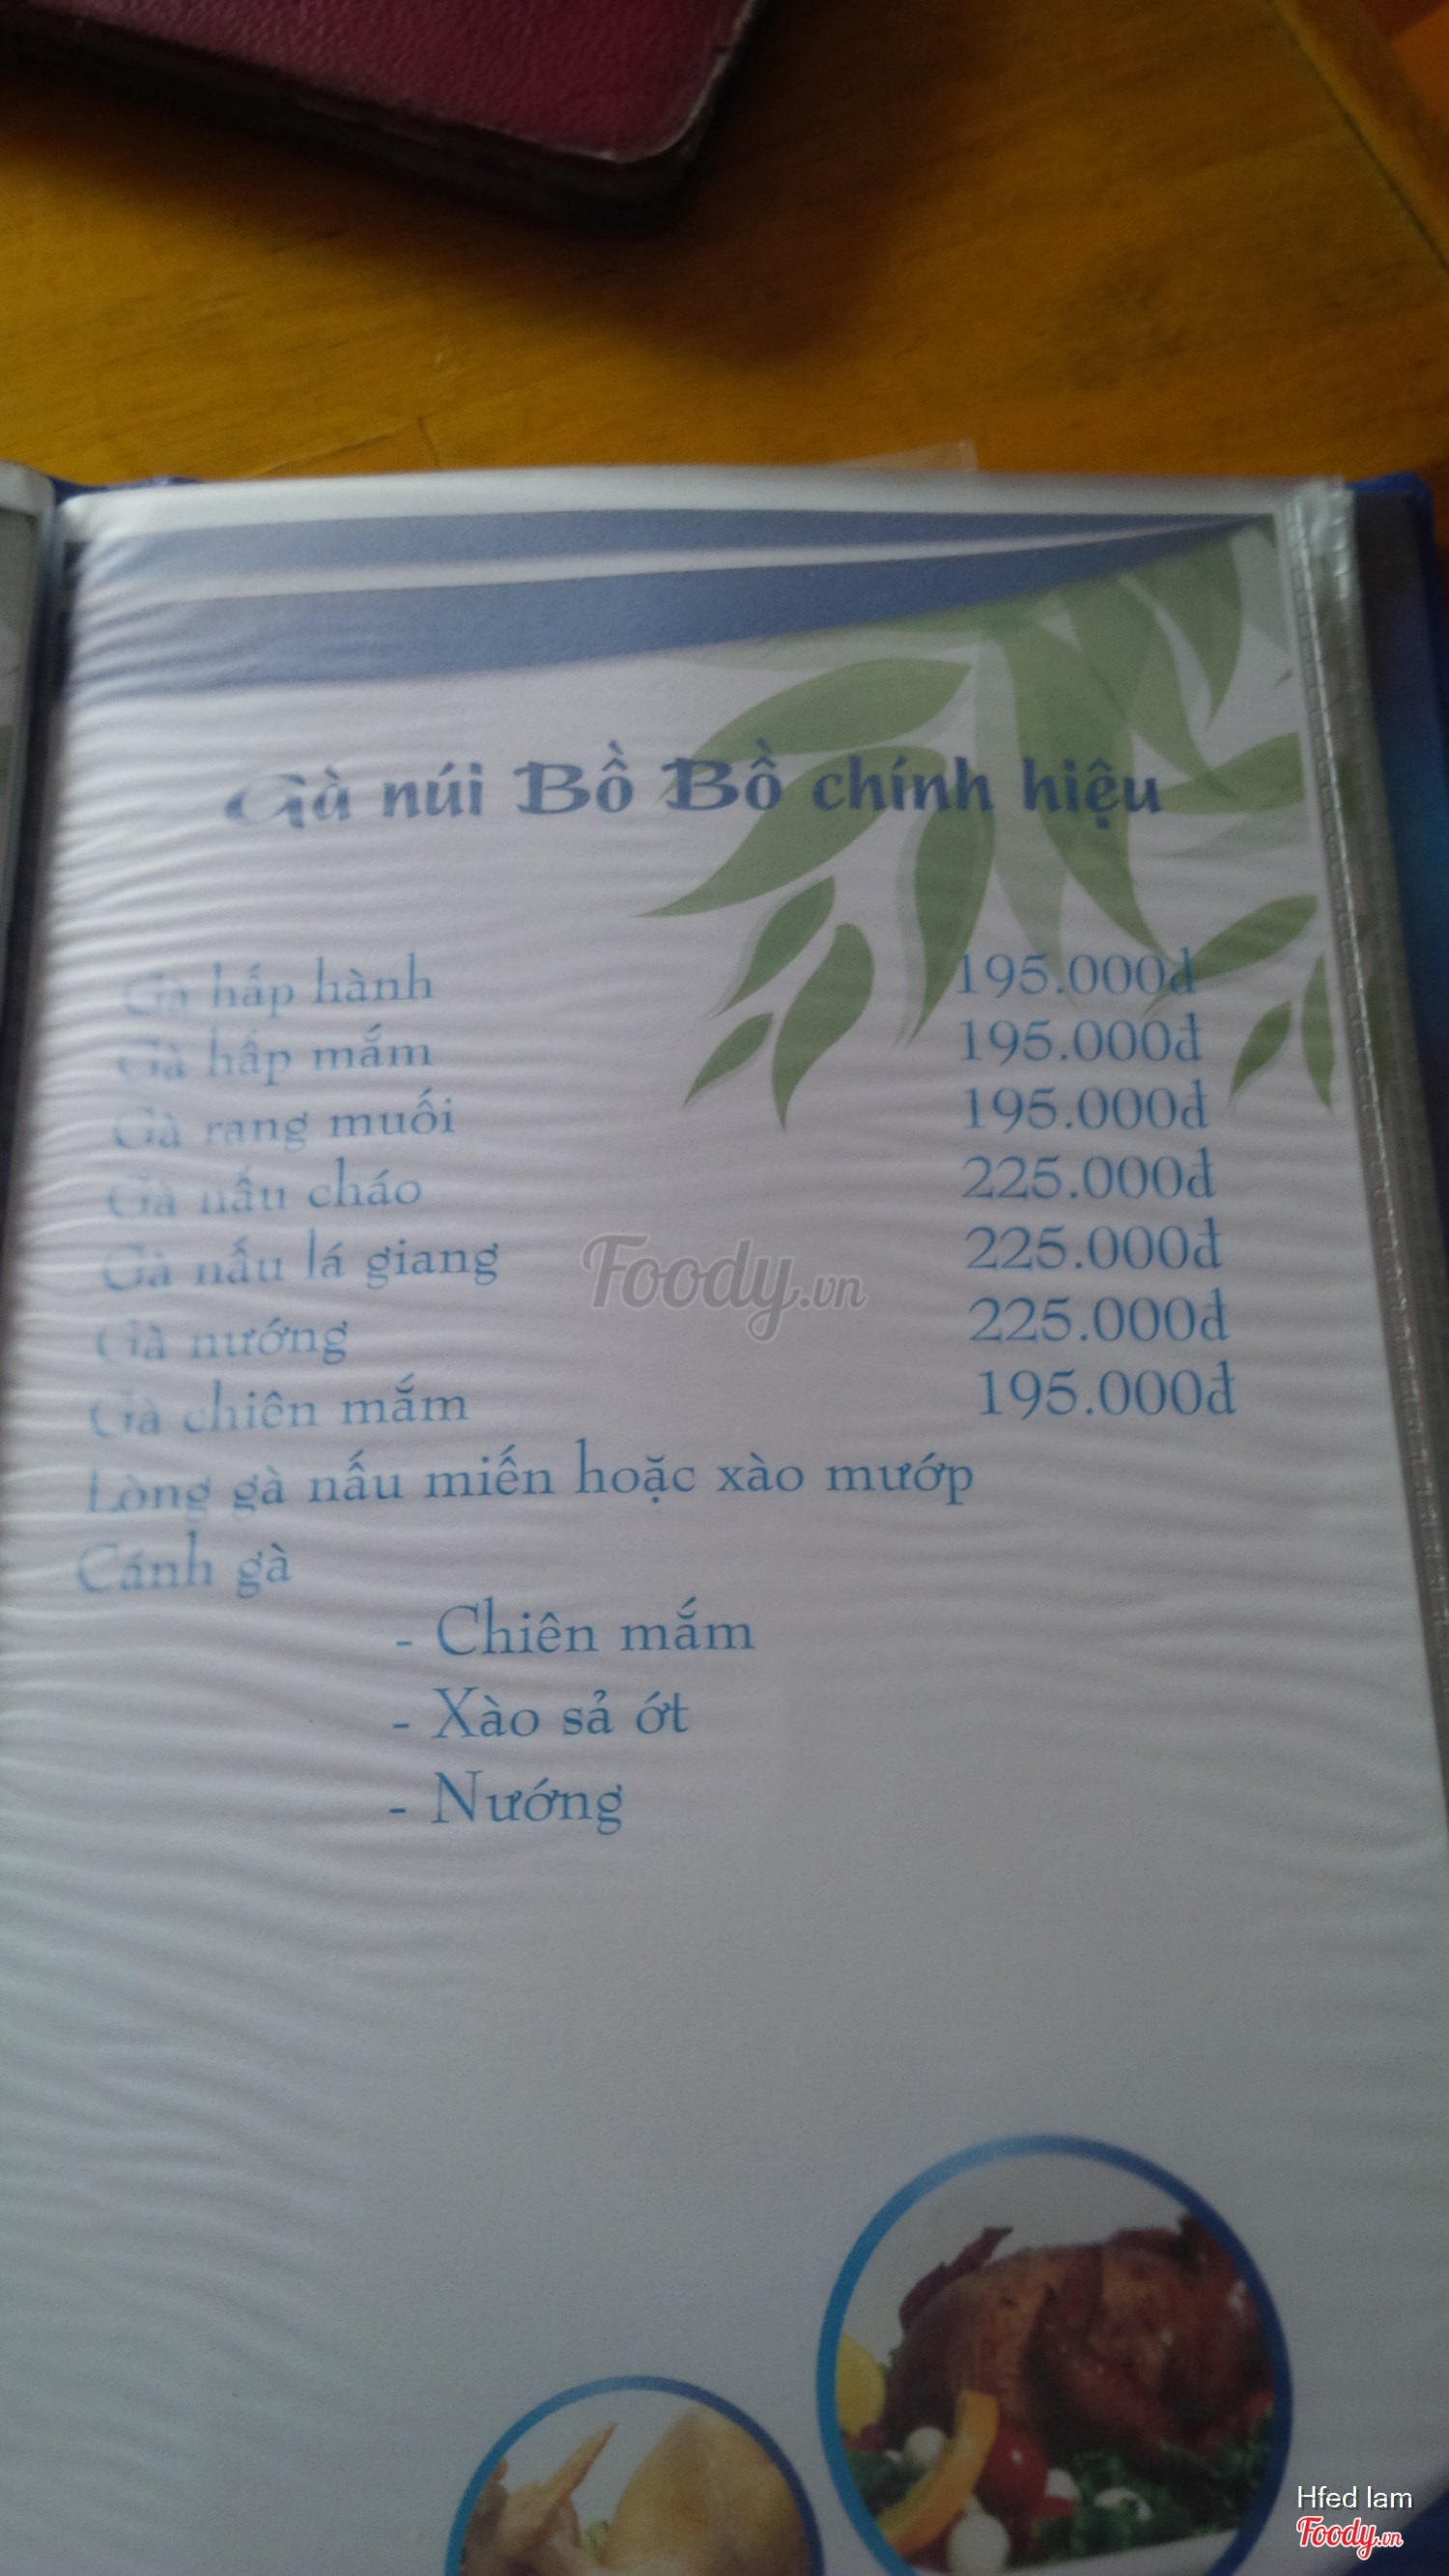 Gà núi Bồ Bồ chính hiệu
Gà hấp hành 195.000đ
Gà hấp mắm 195.000đ
Gà rang muối 195.000đ
Gà nấu cháo 225.000đ
Gà nấu lá giang 225.000đ
Foody.vn
Gà nướng 225.000đ
Gà chiên mắm 195.000đ
Lòng gà nấu miến hoặc xào mướp
Cánh gà
- Chiên mắm
- Xào sả ớt
- Nướng
Hfed lam
Foody.vn